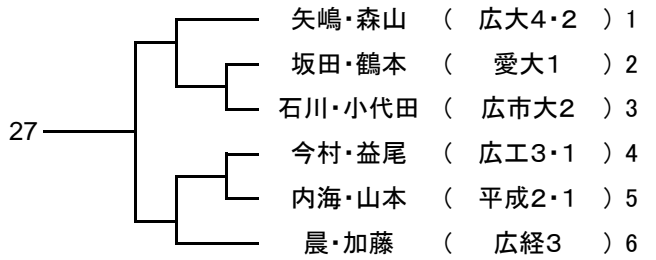 矢嶋・森山 ( 広大4・2 ) 1
坂田・鶴本 ( 愛大1 ) 2
石川・小代田 ( 広市大2 ) 3
27
今村・益尾 ( 広工3・1 ) 4
内海・山本 ( 平成2・1 ) 5
晨・加藤 ( 広経3 ) 6